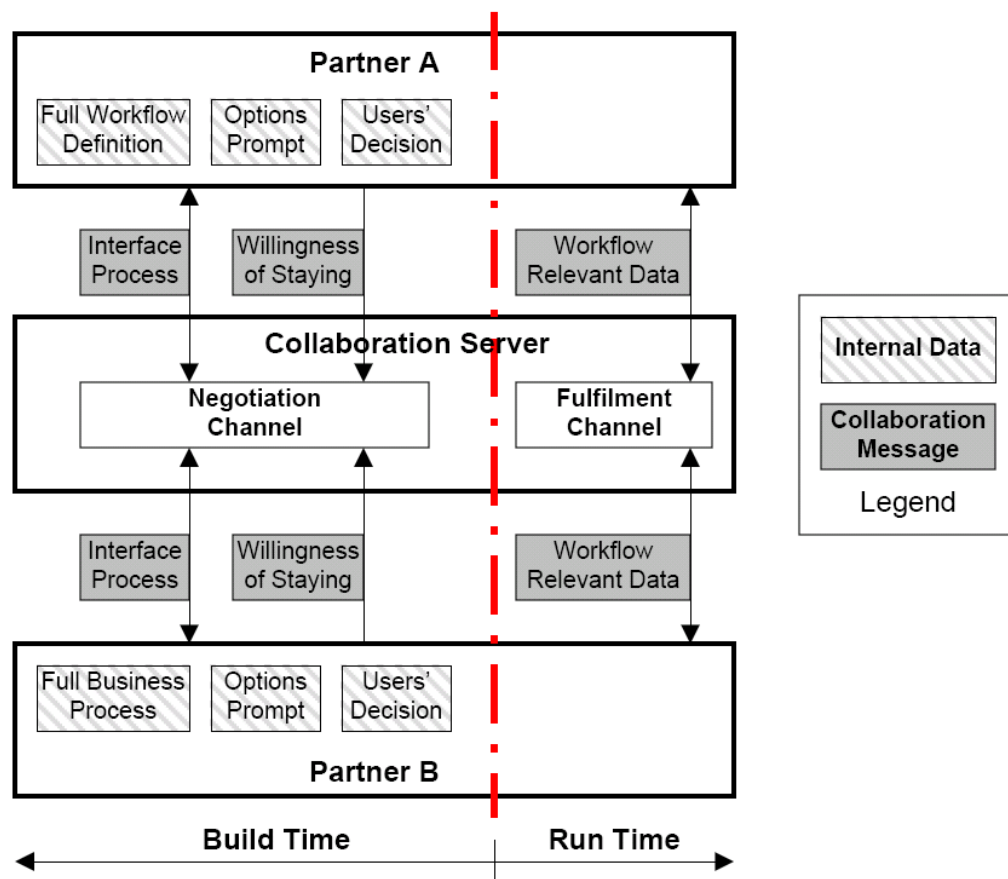 Partner A
Full Workflow
Definition
Options
Prompt
Users'
Decision
Interface
Process
Willingness
of Staying
Workflow
Relevant Data
Collaboration Server
Negotiation
Channel
Fulfilment
Channel
Interface
Process
Willingness
of Staying
Workflow
Relevant Data
Full Business
Process
Options
Prompt
Users'
Decision
Partner B
Build Time
Run Time
Internal Data
Collaboration
Message
Legend